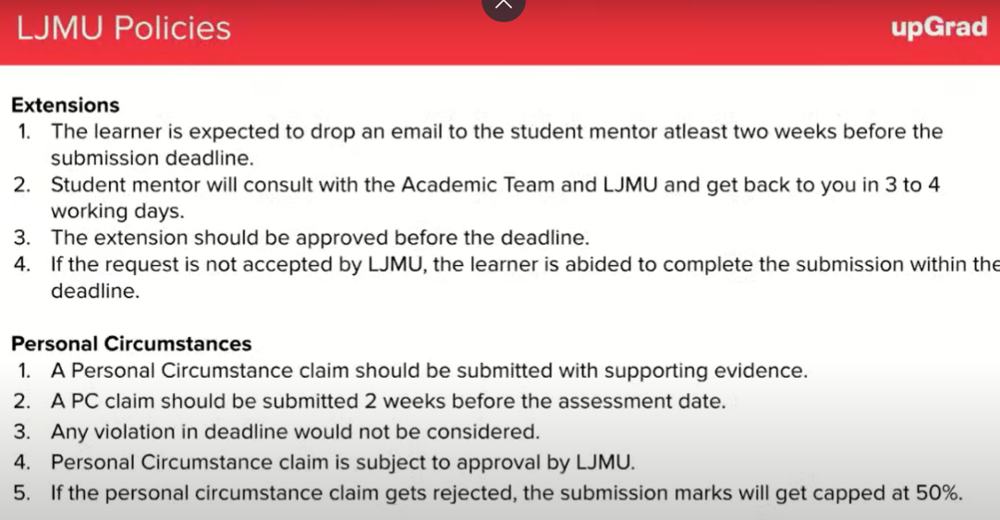 LJMU Policies
upGrad
Extensions
1. The learner is expected to drop an email to the student mentor atleast two weeks before the
submission deadline.
2. Student mentor will consult with the Academic Team and LJMU and get back to you in 3 to 4
working days.
3. The extension should be approved before the deadline.
4. If the request is not accepted by LJMU, the learner is abided to complete the submission within the
deadline.
Personal Circumstances
1. A Personal Circumstance claim should be submitted with supporting evidence.
2. A PC claim should be submitted 2 weeks before the assessment date.
3. Any violation in deadline would not be considered.
4. Personal Circumstance claim is subject to approval by LJMU.
5. If the personal circumstance claim gets rejected, the submission marks will get capped at 50%.